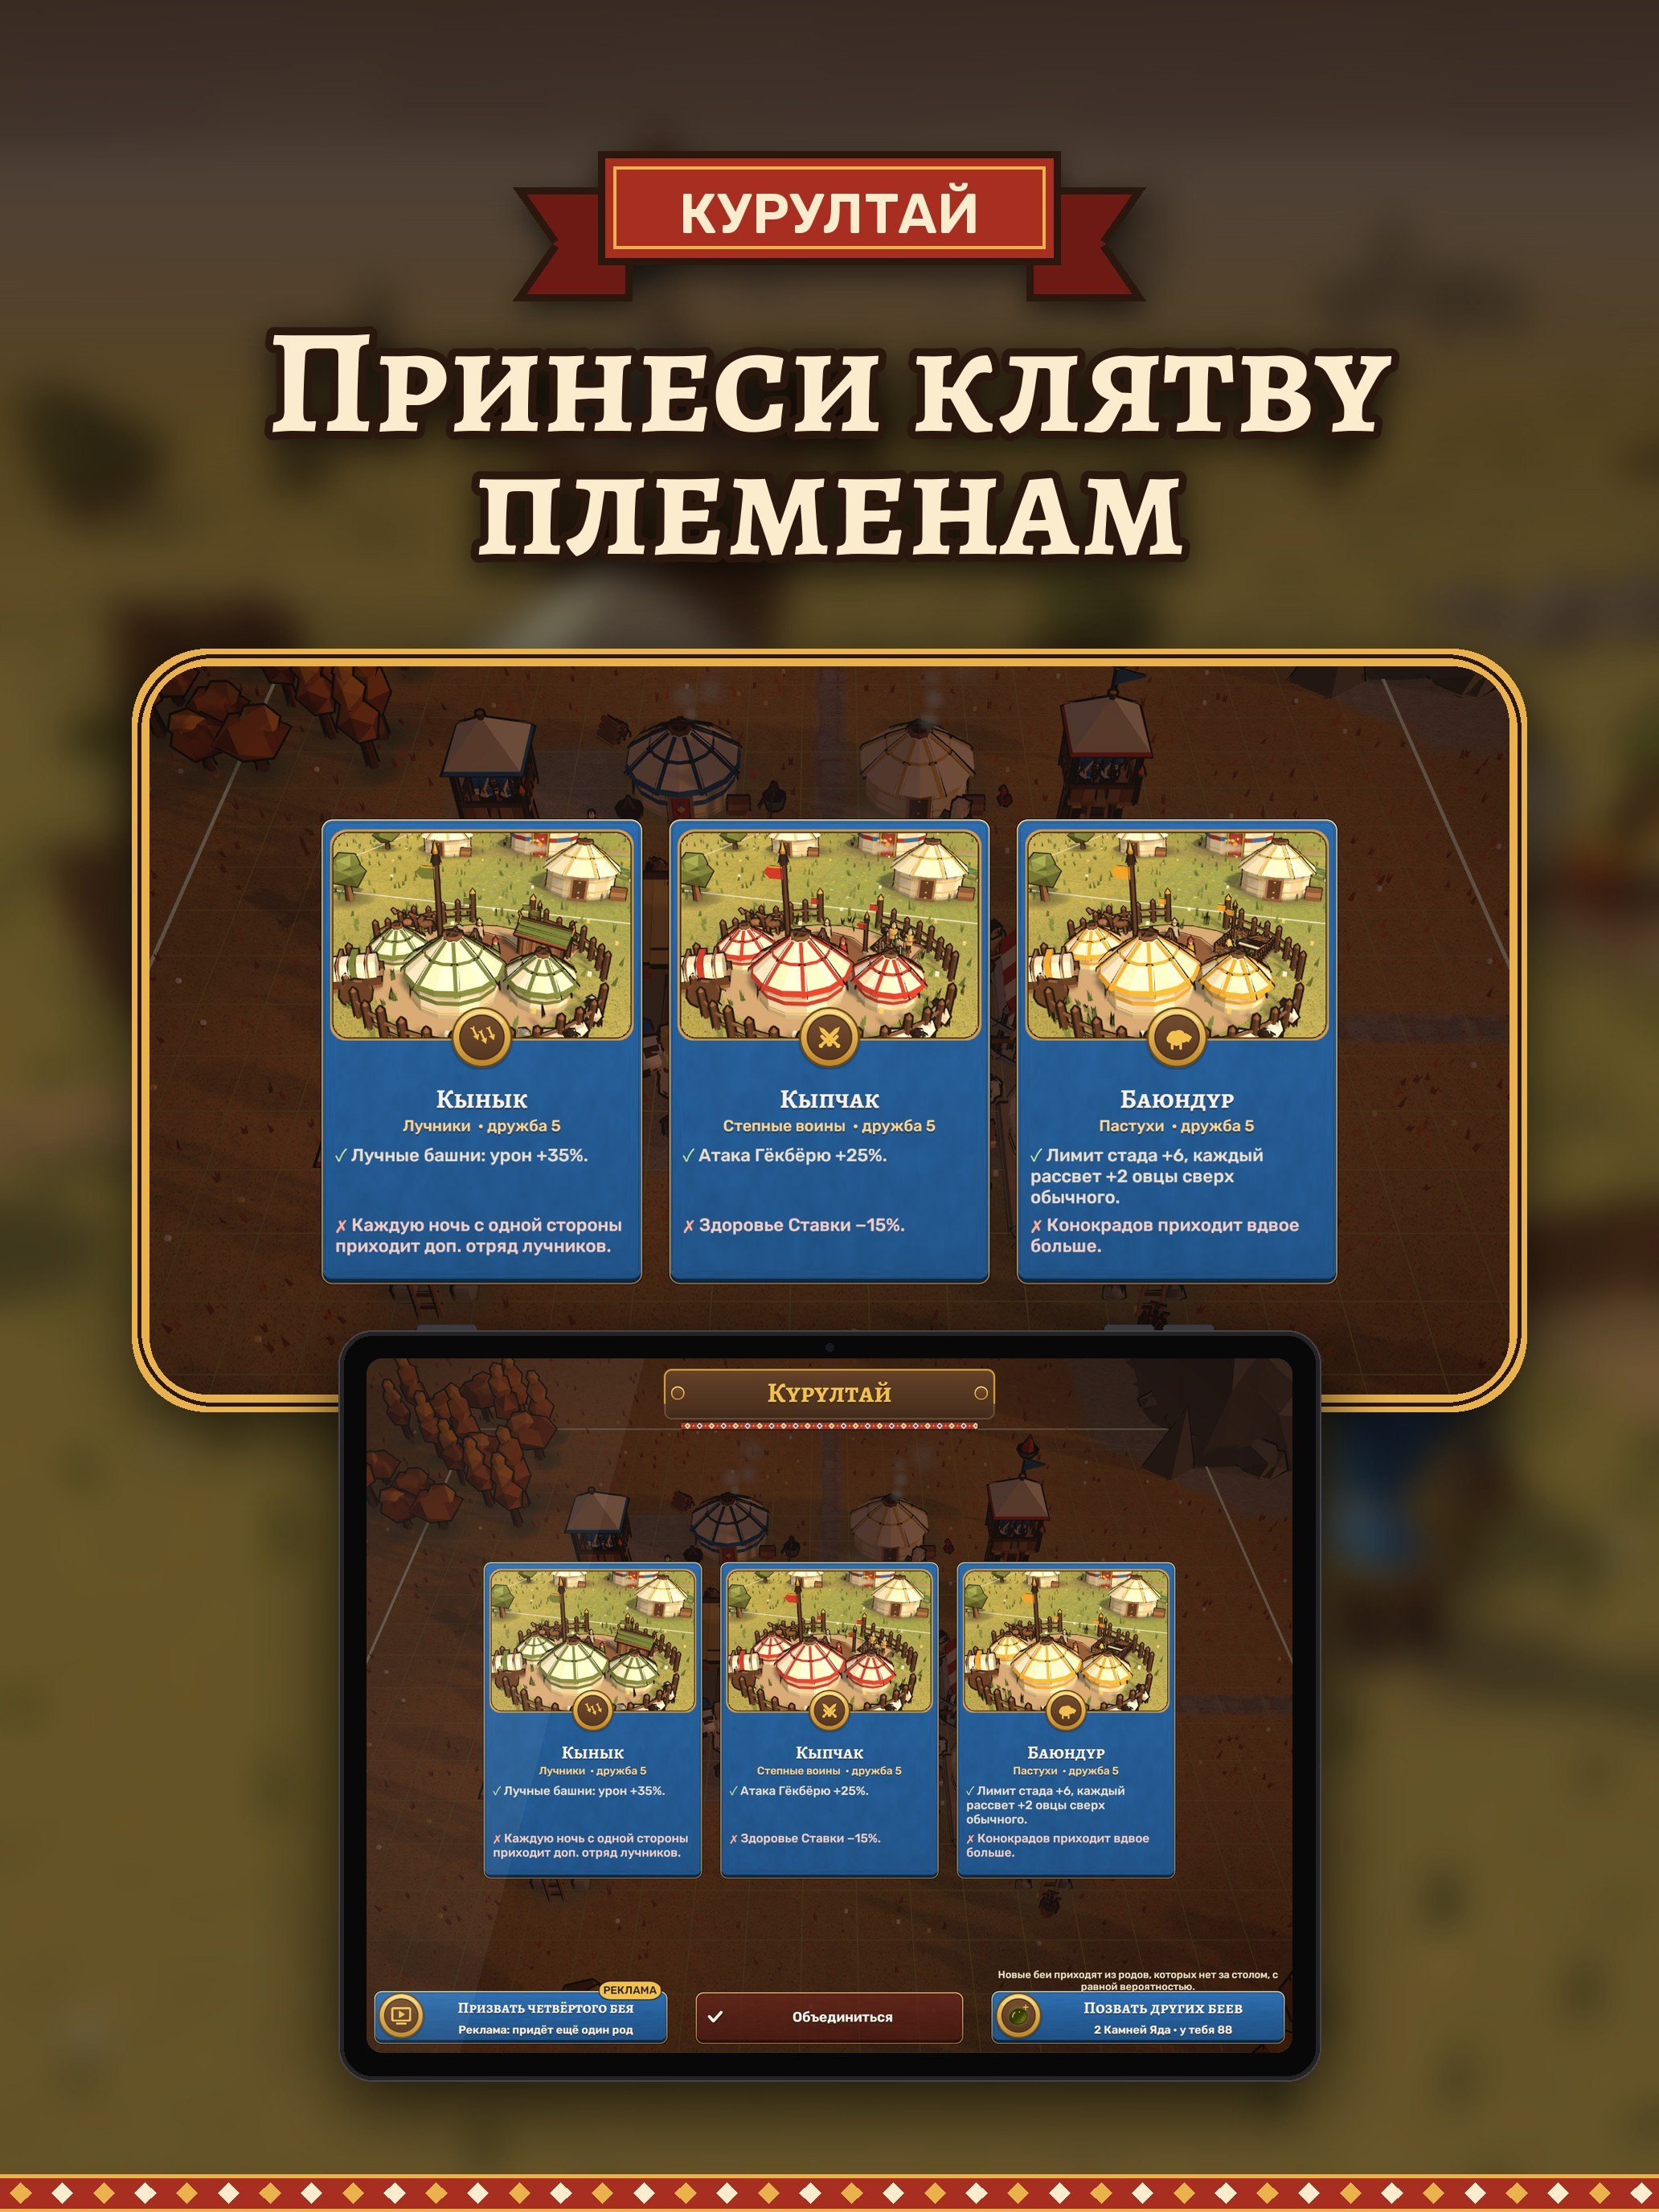 КУРУЛТАЙ
Принеси клятву
племенам
Кынык
Лучники • дружба 5
✓ Лучные башни: урон +35%.
✗ Каждую ночь с одной стороны
приходит доп. отряд лучников.
Кыпчак
Степные воины • дружба 5
✓ Атака Гёкбёрю +25%.
✗ Здоровье Ставки −15%.
Баюндур
Пастухи • дружба 5
✓ Лимит стада +6, каждый
рассвет +2 овцы сверх
обычного.
✗ Конокрадов приходит вдвое
больше.
Курултай
Кынык
Лучники • дружба 5
✓ Лучные башни: урон +35%.
✗ Каждую ночь с одной стороны
приходит доп. отряд лучников.
Кыпчак
Степные воины • дружба 5
✓ Атака Гёкбёрю +25%.
✗ Здоровье Ставки −15%.
Баюндур
Пастухи • дружба 5
✓ Лимит стада +6, каждый
рассвет +2 овцы сверх
обычного.
✗ Конокрадов приходит вдвое
больше.
РЕКЛАМА
Призвать четвёртого бея
Реклама: придёт ещё один род
Объединиться
Новые беи приходят из родов, которых нет за столом, с
равной вероятностью.
Позвать других беев
2 Камней Яда • у тебя 88